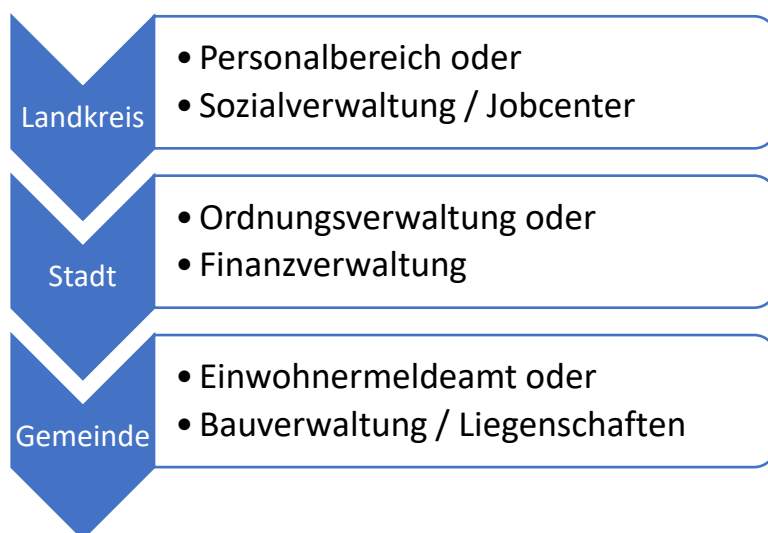 Landkreis
• Personalbereich oder
• Sozialverwaltung / Jobcenter
Stadt
• Ordnungsverwaltung oder
• Finanzverwaltung
Gemeinde
• Einwohnermeldeamt oder
• Bauverwaltung / Liegenschaften